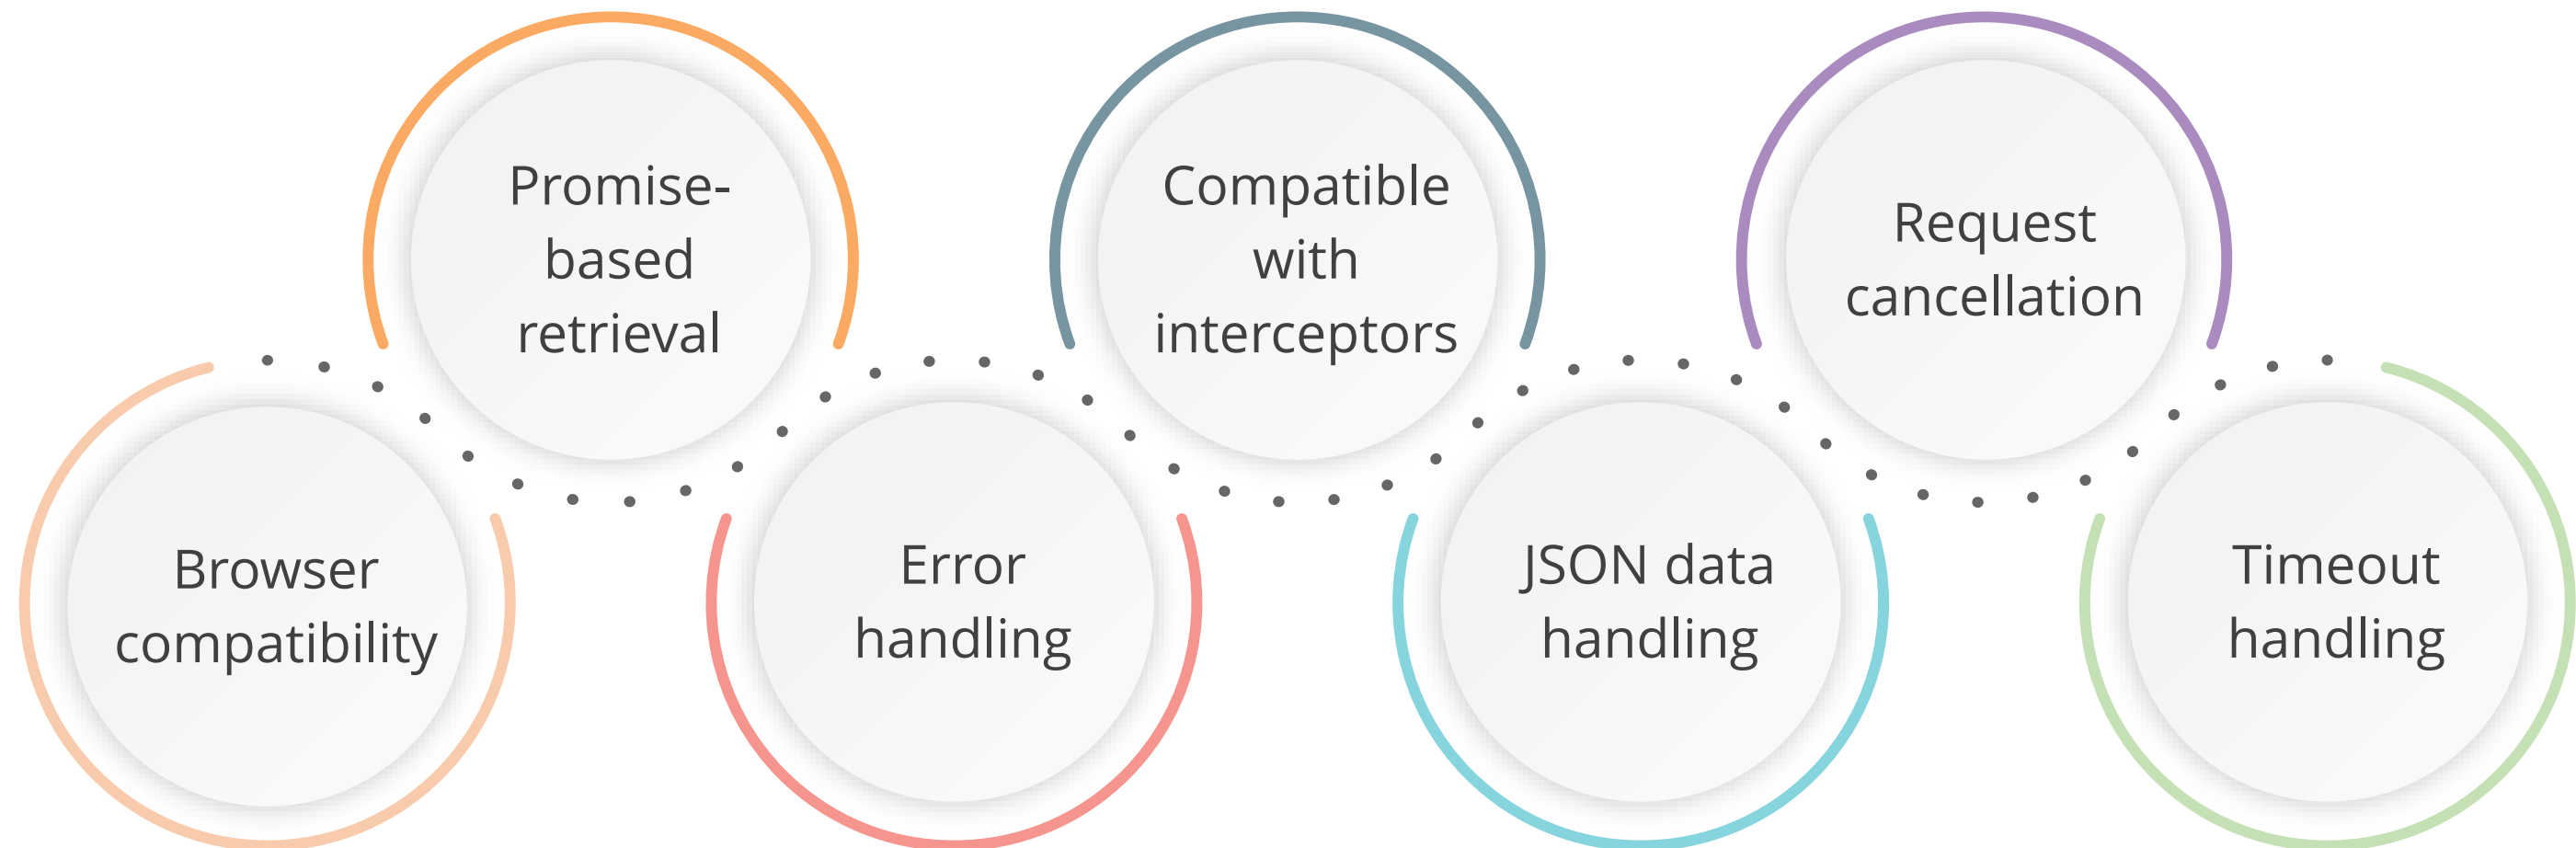 Browser
compatibility
Promise-
based
retrieval
Error
handling
Compatible
with
interceptors
JSON data
handling
Request
cancellation
Timeout
handling